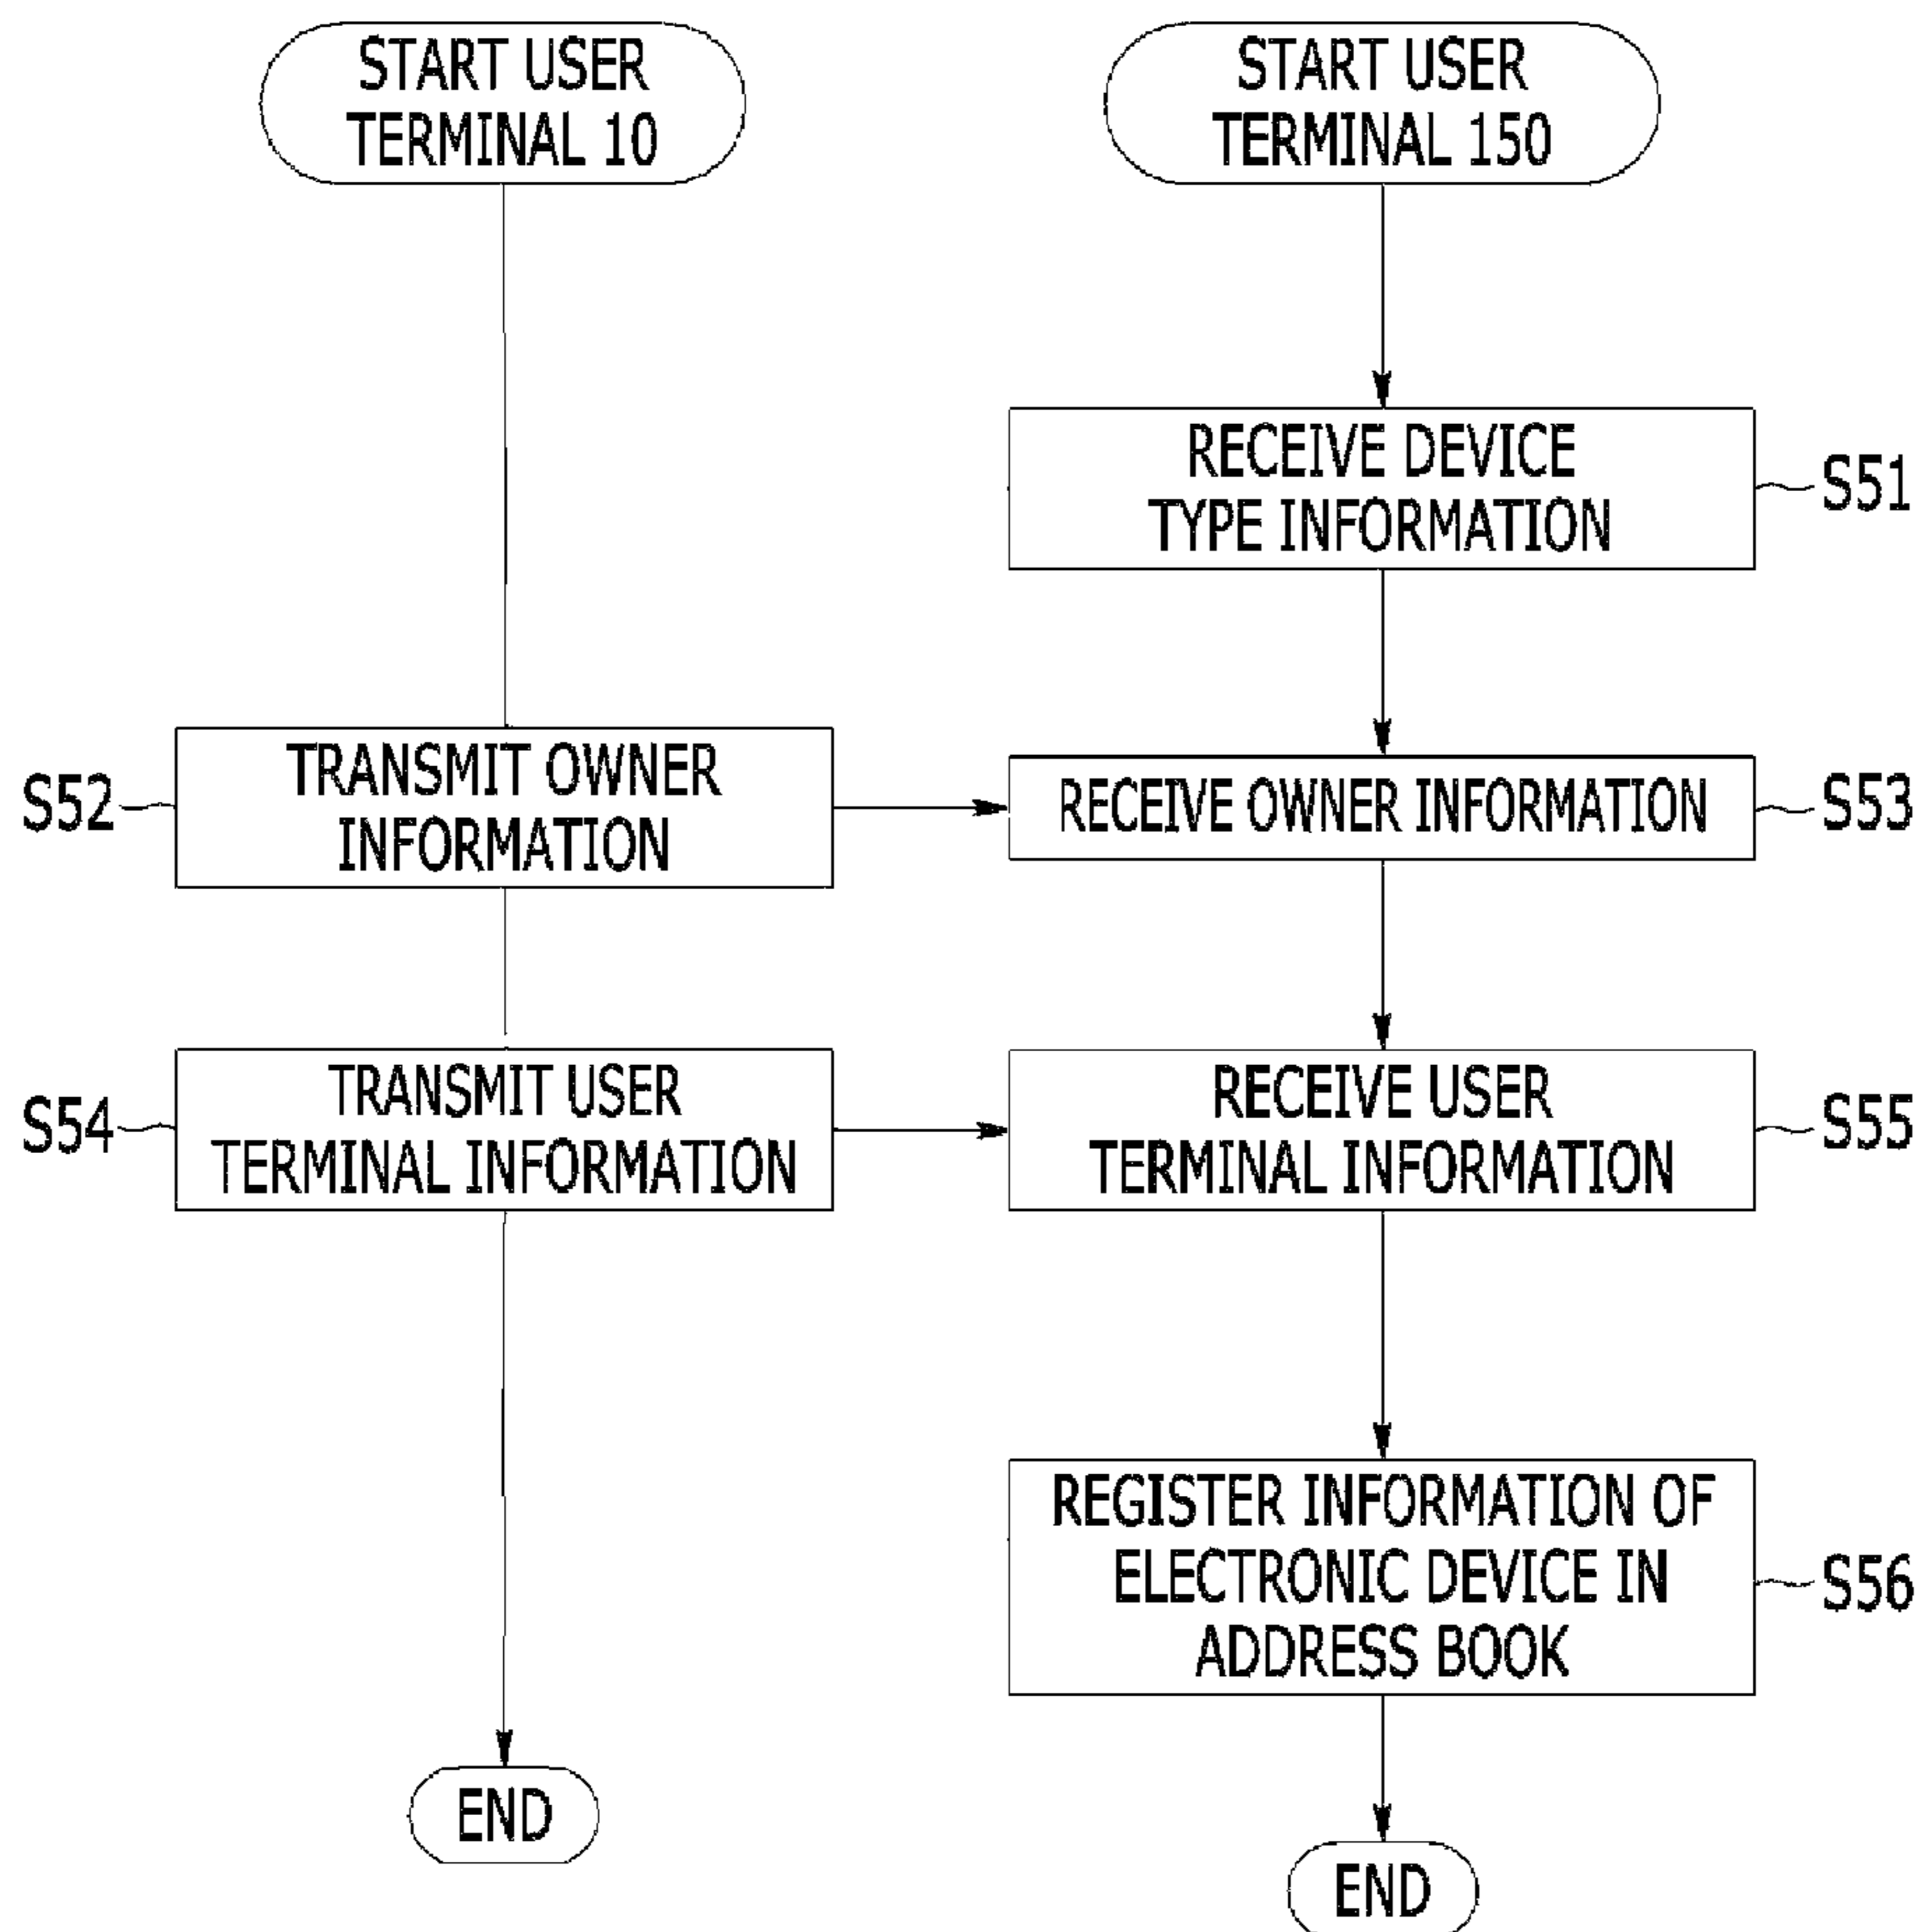 START USER
TERMINAL 10
START USER
TERMINAL 150
RECEIVE DEVICE
TYPE INFORMATION
S51
S52
TRANSMIT OWNER
INFORMATION
RECEIVE OWNER INFORMATION
S53
S54
TRANSMIT USER
TERMINAL INFORMATION
RECEIVE USER
TERMINAL INFORMATION
S55
REGISTER INFORMATION OF
ELECTRONIC DEVICE IN
ADDRESS BOOK
S56
END
END